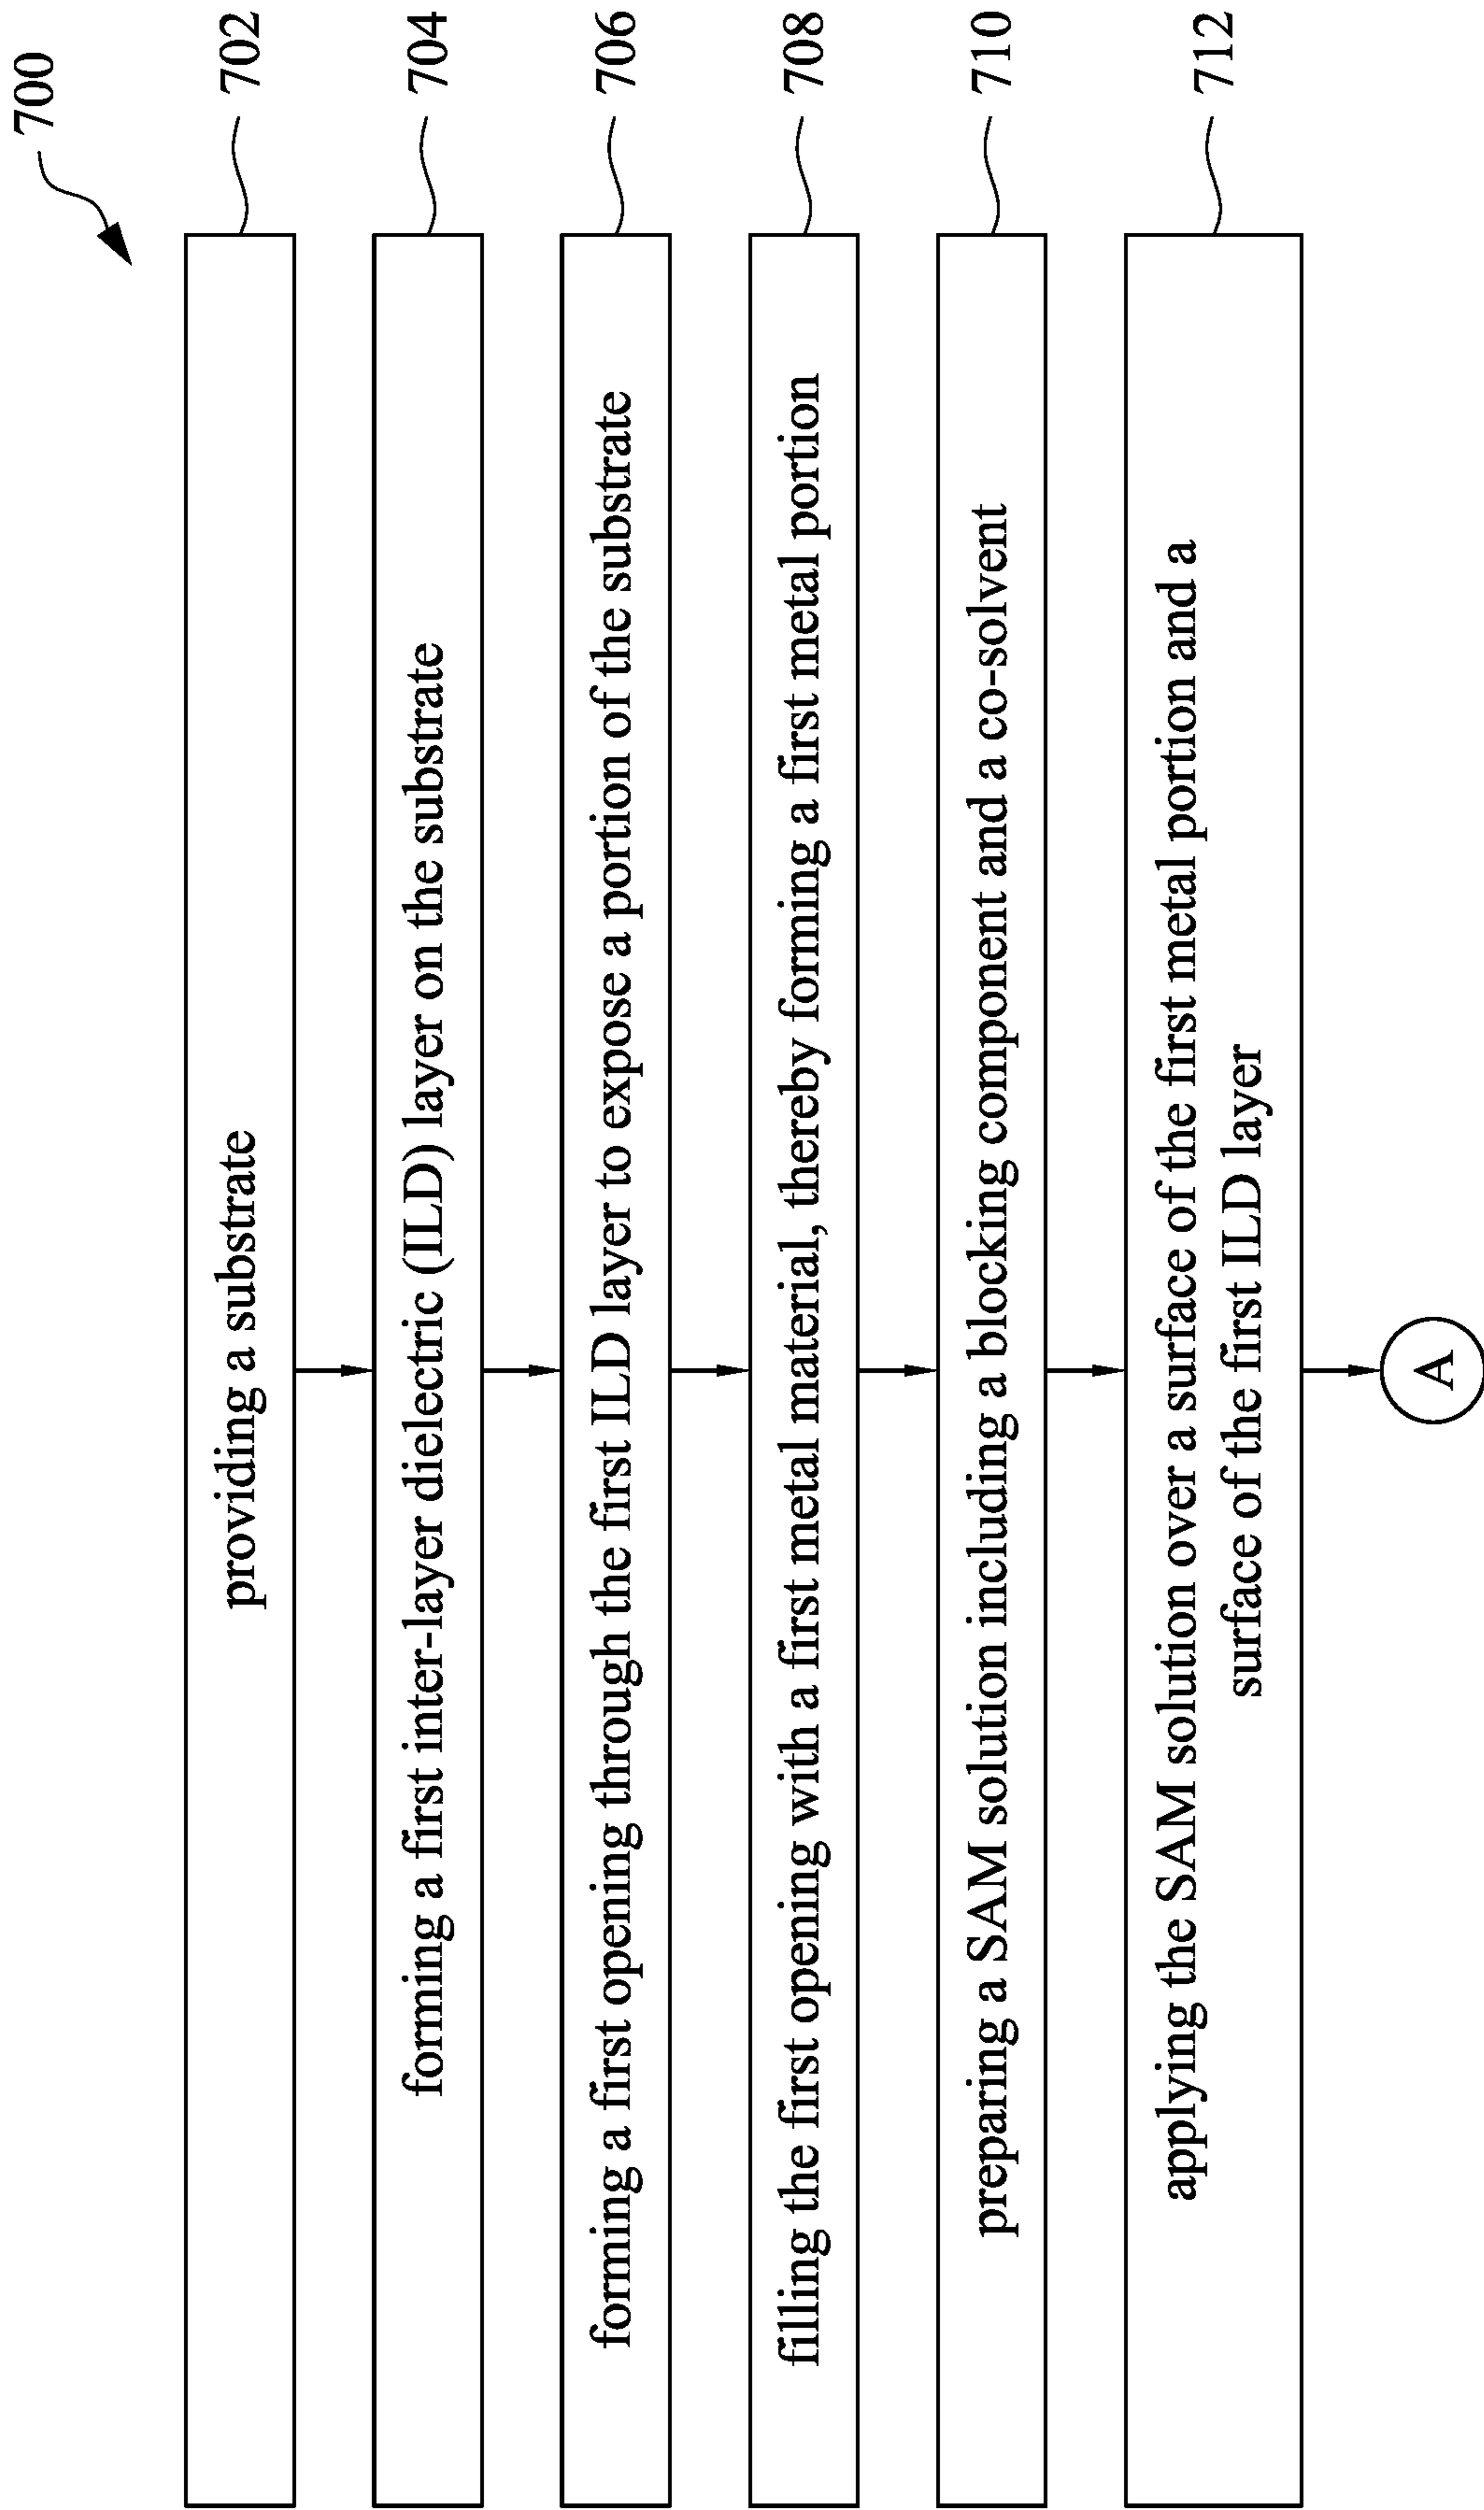 700
providing a substrate
702
forming a first inter-layer dielectric (ILD) layer on the substrate
704
forming a first opening through the first ILD layer to expose a portion of the substrate
706
filling the first opening with a first metal material, thereby forming a first metal portion
708
preparing a SAM solution including a blocking component and a co-solvent
710
applying the SAM solution over a surface of the first metal portion and a
surface of the first ILD layer
712
A